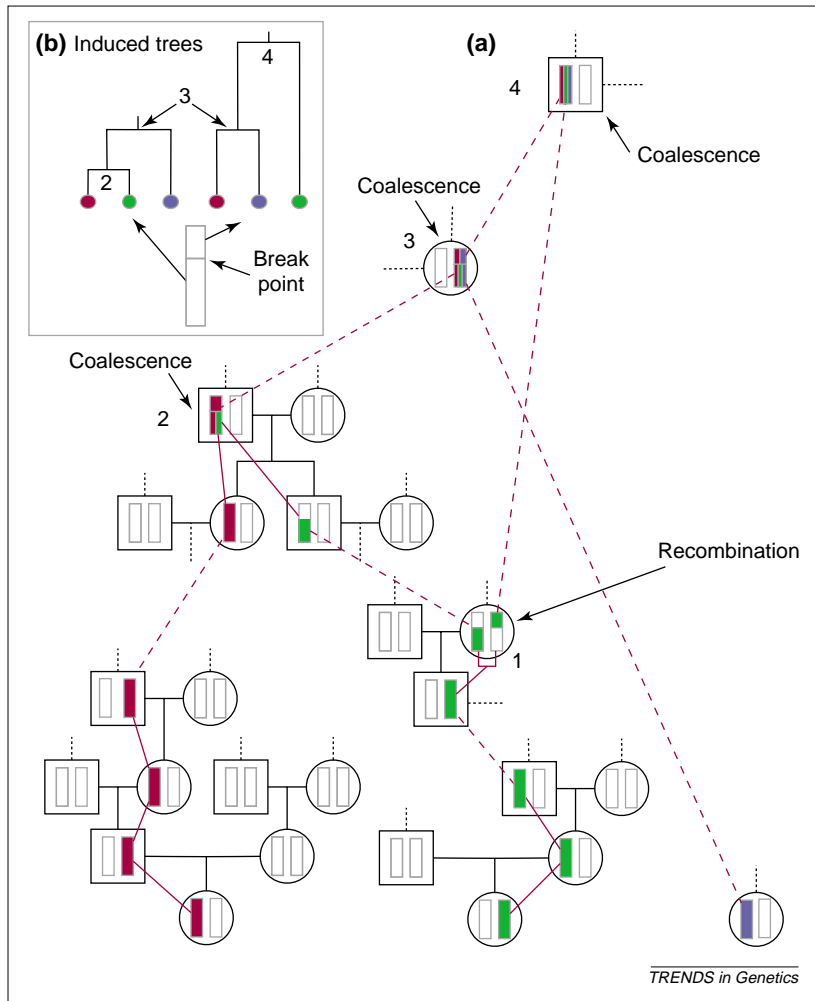 (b) Induced trees
4
3
2
Break
point
(a)
4
Coalescence
Coalescence
3
Coalescence
2
Recombination
1
TRENDS in Genetics